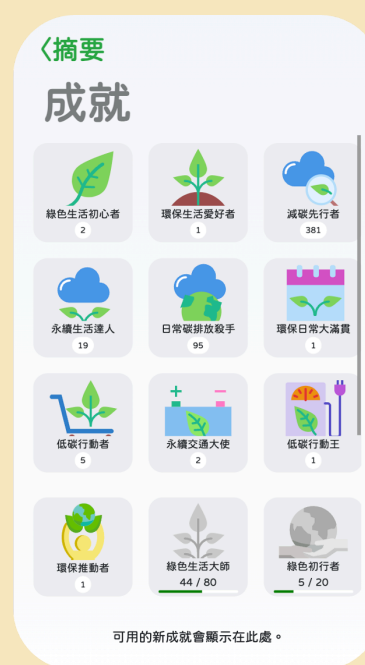 〈摘要
成就
綠色生活初心者
2
環保生活愛好者
1
減碳先行者
381
永續生活達人
19
日常碳排放殺手
95
環保日常大滿貫
1
低碳行動者
5
永續交通大使
2
低碳行動王
1
環保推動者
1
綠色生活大師
44 / 80
綠色初行者
5 / 20
可用的新成就會顯示在此處。